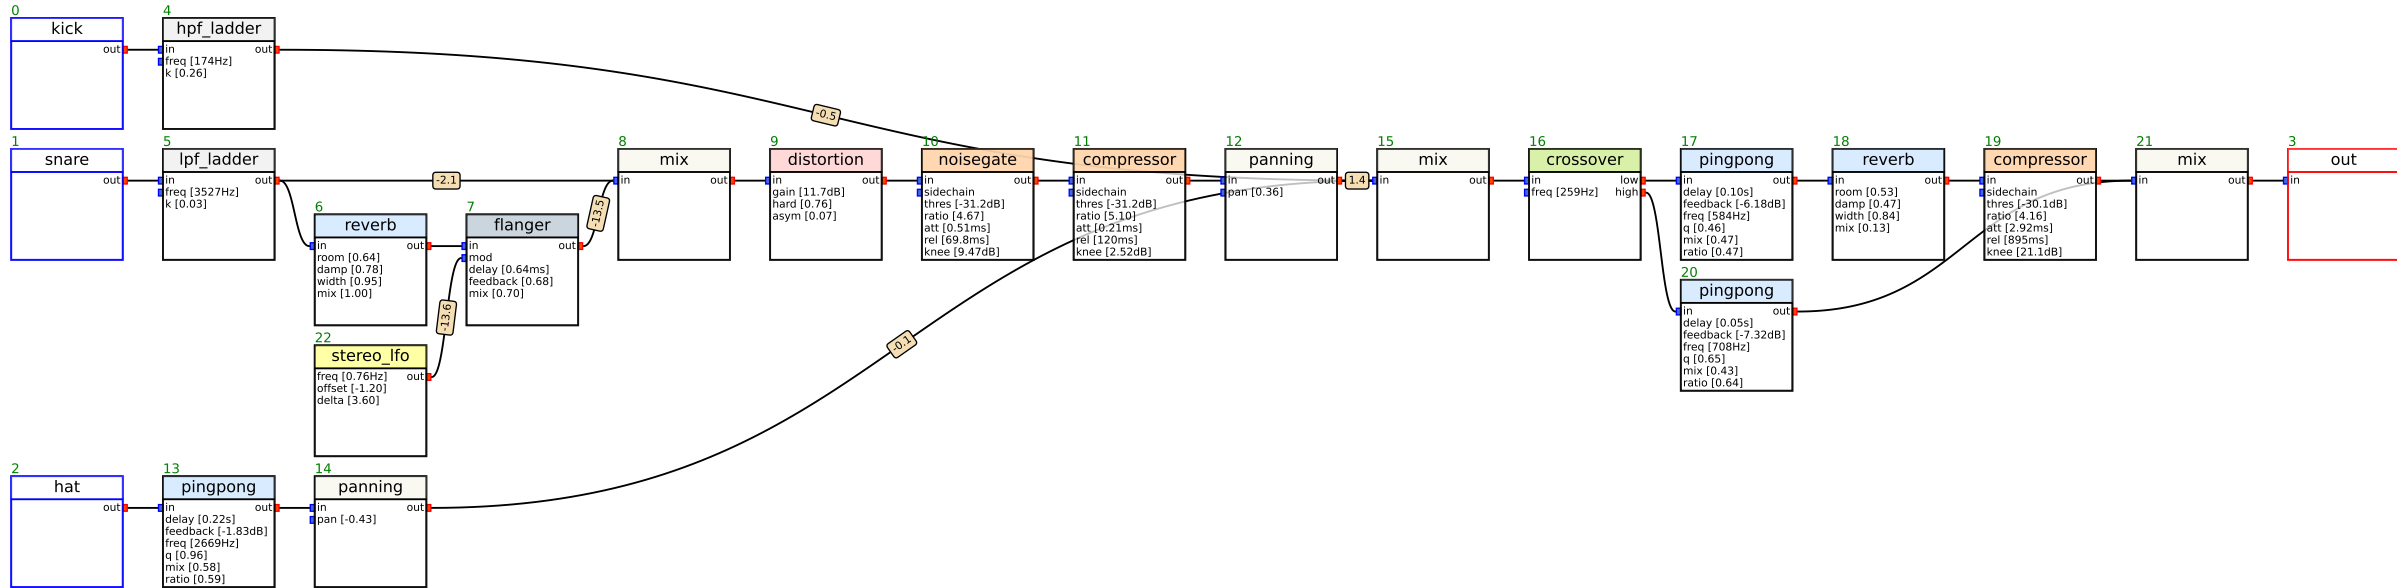 0
kick
out
4
hpf_ladder
in out
freq [174Hz]
k [0.26]
-0.5
1
snare
out
5
lpf_ladder
in out
freq [3527Hz]
k [0.03]
-2.1
6
reverb
in out
room [0.64]
damp [0.78]
width [0.95]
mix [1.00]
7
flanger
in out
mod
delay [0.64ms]
feedback [0.68]
mix [0.70]
-13.5
-13.6
22
stereo_lfo
freq [0.76Hz] out
offset [-1.20]
delta [3.60]
8
mix
in out
9
distortion
in out
gain [11.7dB]
hard [0.76]
asym [0.07]
10
noisegate
in out
sidechain
thres [-31.2dB]
ratio [4.67]
att [0.51ms]
rel [69.8ms]
knee [9.47dB]
11
compressor
in out
sidechain
thres [-31.2dB]
ratio [5.10]
att [0.21ms]
rel [120ms]
knee [2.52dB]
12
panning
in out
pan [0.36]
1.4
15
mix
in out
16
crossover
in low
freq [259Hz] high
17
pingpong
in out
delay [0.10s]
feedback [-6.18dB]
freq [584Hz]
q [0.46]
mix [0.47]
ratio [0.47]
18
reverb
in out
room [0.53]
damp [0.47]
width [0.84]
mix [0.13]
19
compressor
in out
sidechain
thres [-30.1dB]
ratio [4.16]
att [2.92ms]
rel [895ms]
knee [21.1dB]
21
mix
in out
3
out
in
20
pingpong
in out
delay [0.05s]
feedback [-7.32dB]
freq [708Hz]
q [0.65]
mix [0.43]
ratio [0.64]
2
hat
out
13
pingpong
in out
delay [0.22s]
feedback [-1.83dB]
freq [2669Hz]
q [0.96]
mix [0.58]
ratio [0.59]
14
panning
in out
pan [-0.43]
-0.1